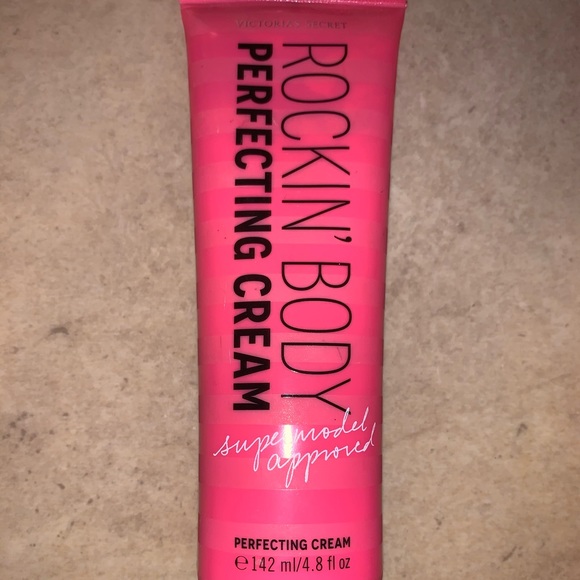 VICTORIA'S SECRET
ROCKIN' BODY
PERFECTING CREAM
supermodel
approved
PERFECTING CREAM
℮142 ml/4.8 fl oz